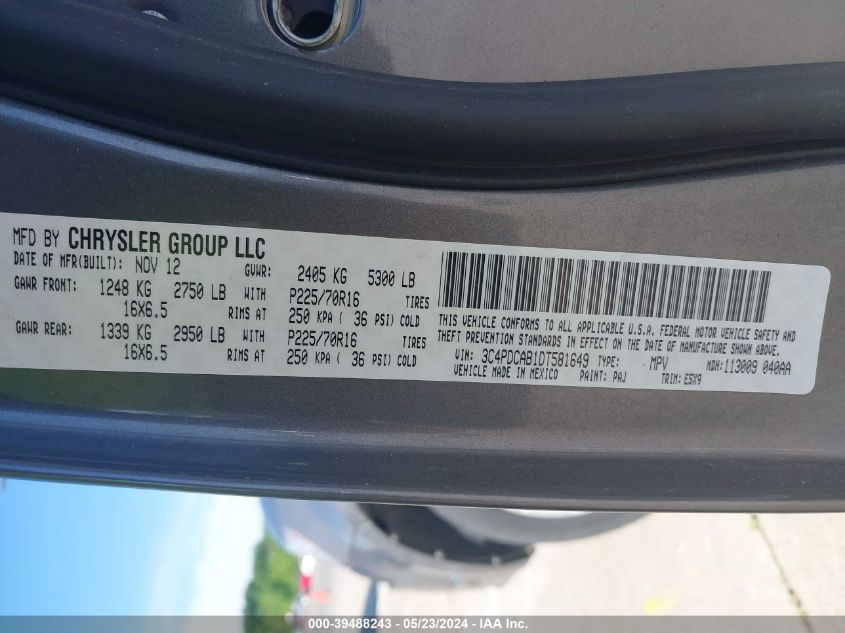 MFD BY CHRYSLER GROUP LLC
DATE OF MFR(BUILT): NOV 12 GVWR: 2405 KG 5300 LB
GAWR FRONT: 1248 KG 2750 LB WITH P225/70R16 TIRES
16X6.5 RIMS AT 250 KPA ( 36 PSI) COLD
GAWR REAR: 1339 KG 2950 LB WITH P225/70R16 TIRES
16X6.5 RIMS AT 250 KPA ( 36 PSI) COLD
THIS VEHICLE CONFORMS TO ALL APPLICABLE U.S.A. FEDERAL MOTOR VEHICLE SAFETY AND
THEFT PREVENTION STANDARDS IN EFFECT ON THE DATE OF MANUFACTURE SHOWN ABOVE.
VIN: 3C4PDCAB1DT581649 TYPE: MPV MDH:113009 040AA
VEHICLE MADE IN MEXICO PAINT: PAJ TRIM: E5X9
000-39488243 - 05/23/2024 - IAA Inc.